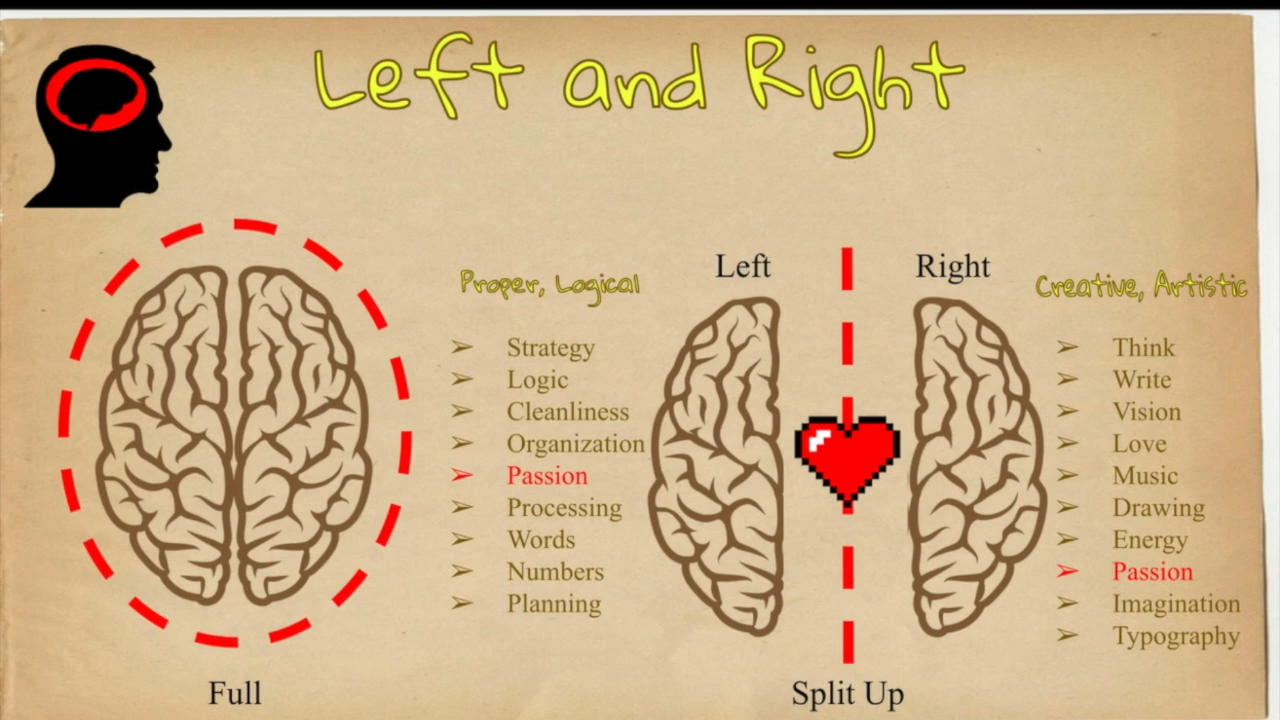 Left and Right
Left
Right
Proper, Logical
Creative, Artistic
➢ Strategy
➢ Logic
➢ Cleanliness
➢ Organization
➢ Passion
➢ Processing
➢ Words
➢ Numbers
➢ Planning
➢ Think
➢ Write
➢ Vision
➢ Love
➢ Music
➢ Drawing
➢ Energy
➢ Passion
➢ Imagination
➢ Typography
Full
Split Up